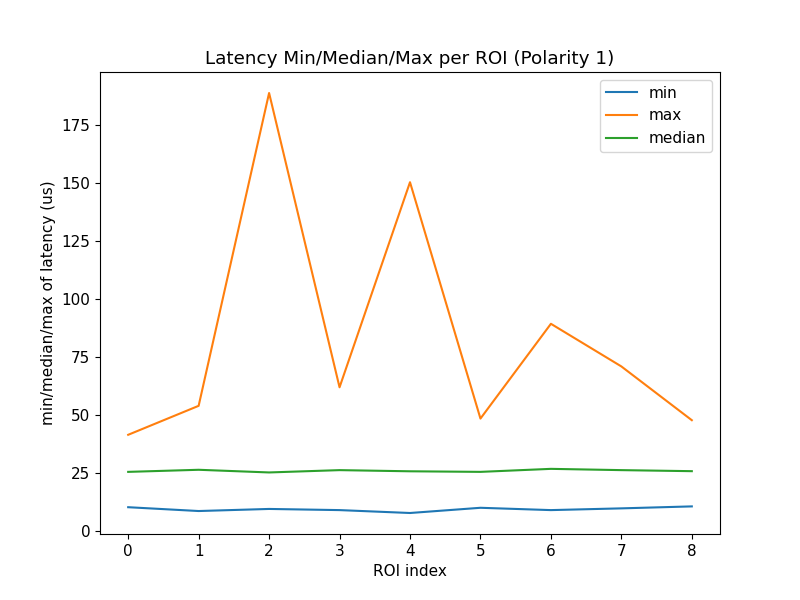 Latency Min/Median/Max per ROI (Polarity 1)
min
max
median
min/median/max of latency (us)
175
150
125
100
75
50
25
0
0 1 2 3 4 5 6 7 8
ROI index